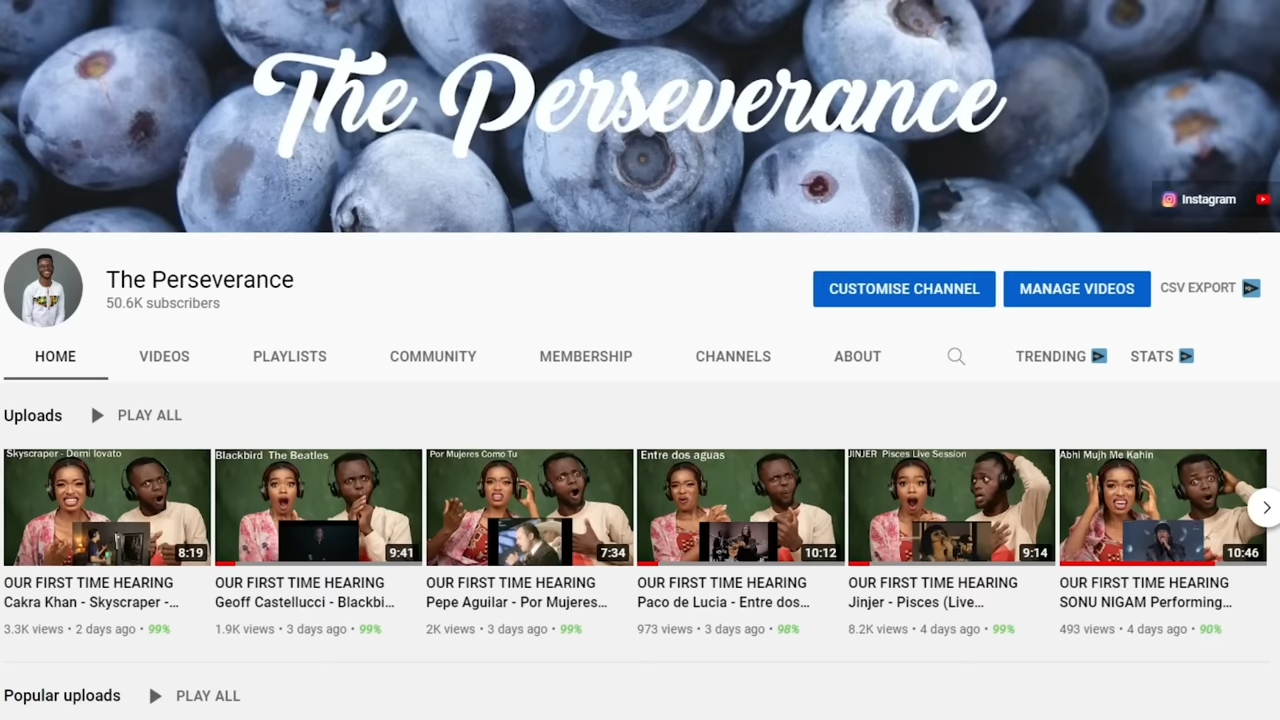 The Perseverance
Instagram
The Perseverance
50.6K subscribers
CUSTOMISE CHANNEL
MANAGE VIDEOS
CSV EXPORT
HOME
VIDEOS
PLAYLISTS
COMMUNITY
MEMBERSHIP
CHANNELS
ABOUT
TRENDING
STATS
Uploads
PLAY ALL
Skyscraper - Demi lovato
8:19
OUR FIRST TIME HEARING
Cakra Khan - Skyscraper -...
3.3K views • 2 days ago • 99%
Blackbird The Beatles
9:41
OUR FIRST TIME HEARING
Geoff Castellucci - Blackbi...
1.9K views • 3 days ago • 99%
Por Mujeres Como Tu
7:34
OUR FIRST TIME HEARING
Pepe Aguilar - Por Mujeres...
2K views • 3 days ago • 99%
Entre dos aguas
10:12
OUR FIRST TIME HEARING
Paco de Lucia - Entre dos...
973 views • 3 days ago • 98%
JINJER Pisces Live Session
9:14
OUR FIRST TIME HEARING
Jinjer - Pisces (Live...
8.2K views • 4 days ago • 99%
Abhi Mujh Me Kahin
10:46
OUR FIRST TIME HEARING
SONU NIGAM Performing...
493 views • 4 days ago • 90%
Popular uploads
PLAY ALL